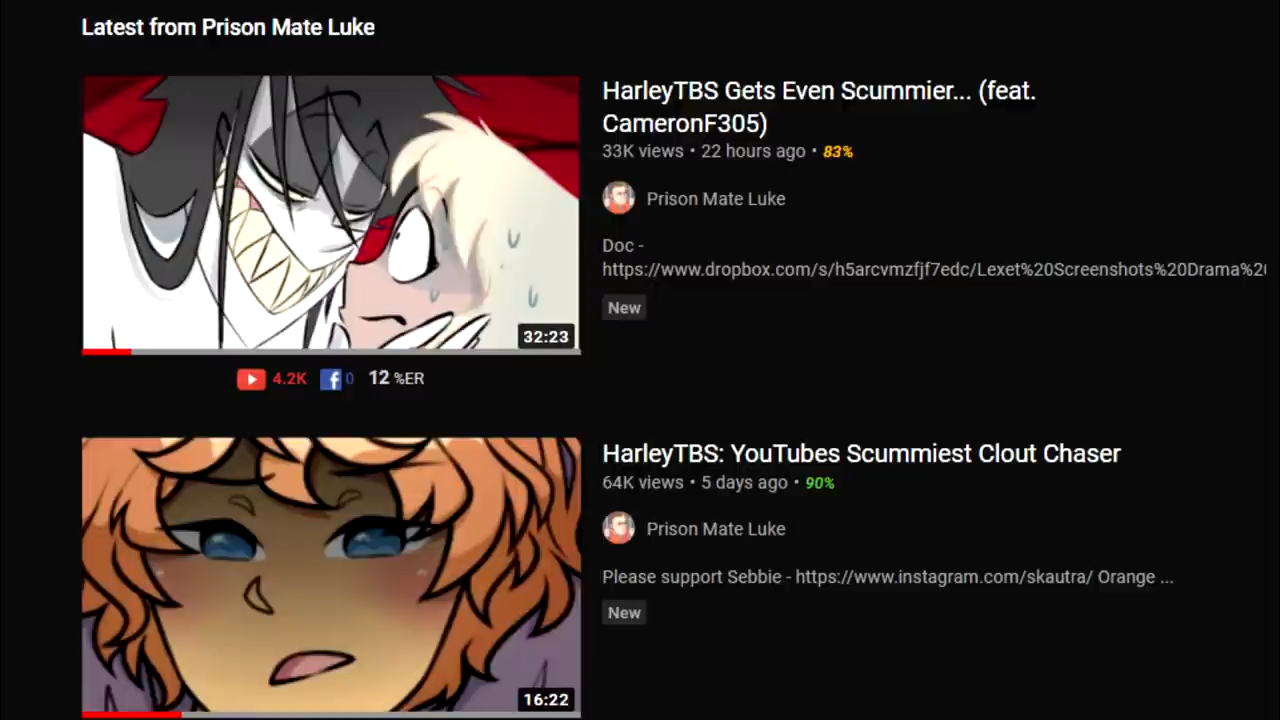 Latest from Prison Mate Luke
HarleyTBS Gets Even Scummier... (feat.
CameronF305)
33K views • 22 hours ago • 83%
Prison Mate Luke
Doc -
https://www.dropbox.com/s/h5arcvmzfjf7edc/Lexet%20Screenshots%20Drama%20
New
32:23
4.2K 0 12 %ER
HarleyTBS: YouTubes Scummiest Clout Chaser
64K views • 5 days ago • 90%
Prison Mate Luke
Please support Sebbie - https://www.instagram.com/skautra/ Orange ...
New
16:22